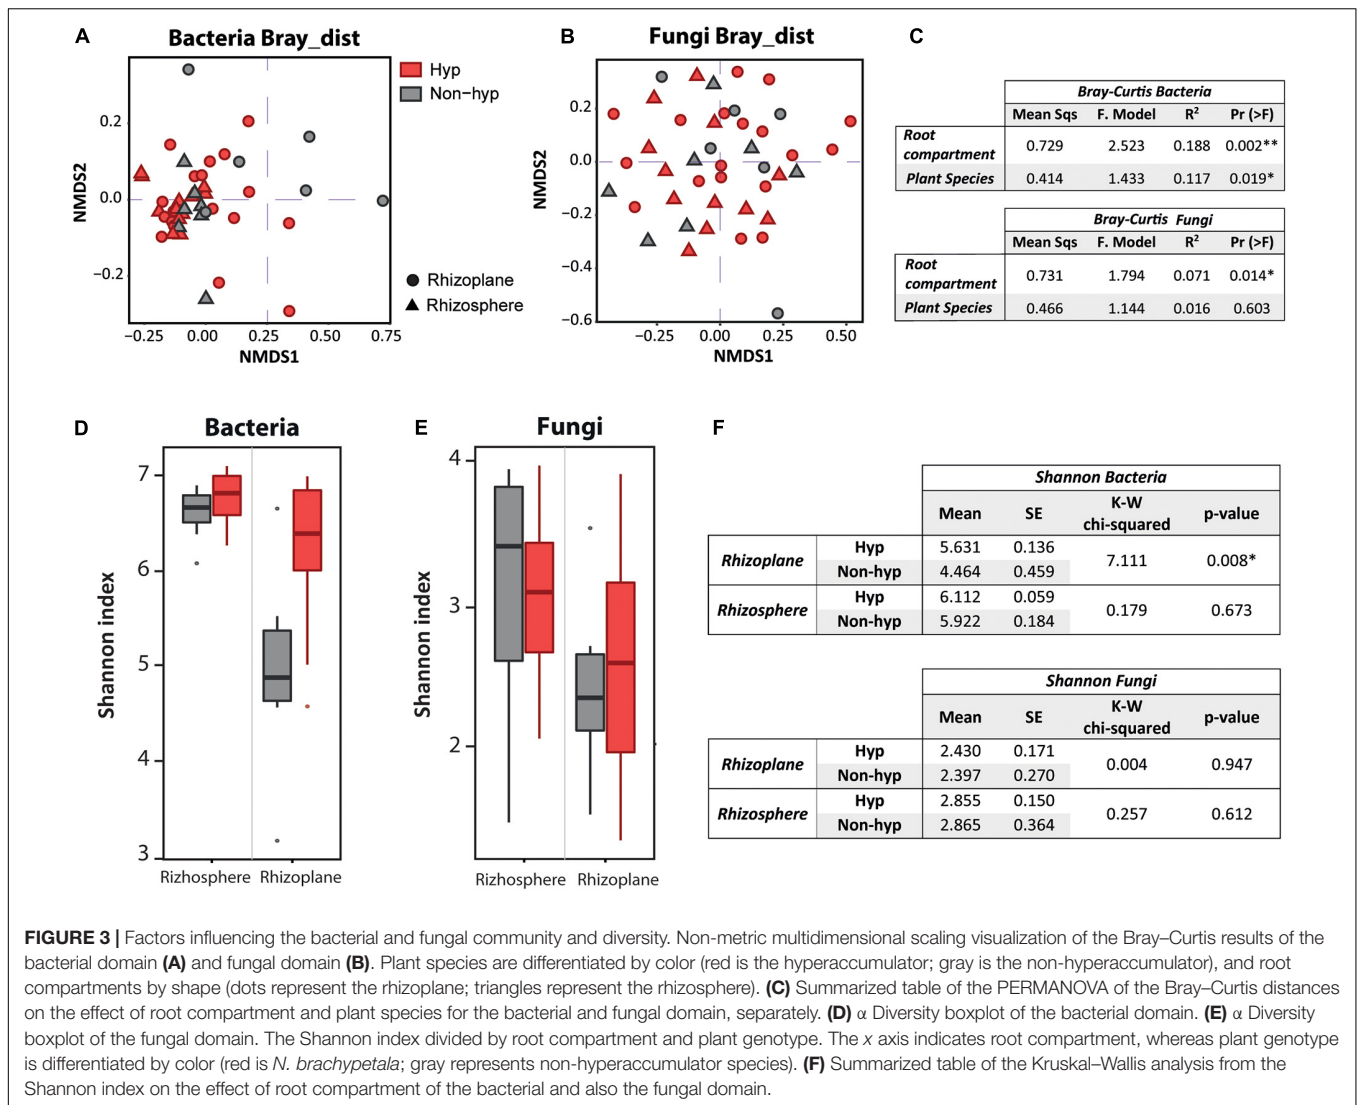 A
Bacteria Bray_dist
Hyp
Non-hyp
0.2
0.0
−0.2
NMDS2
−0.25
0.00
0.25
0.50
0.75
NMDS1
Rhizoplane
Rhizosphere
B
Fungi Bray_dist
0.2
0.0
−0.2
−0.4
−0.6
NMDS2
−0.25
0.00
0.25
0.50
NMDS1
C
Bray-Curtis Bacteria
Mean Sqs F. Model R² Pr (>F)
Root
compartment 0.729 2.523 0.188 0.002**
Plant Species 0.414 1.433 0.117 0.019*
Bray-Curtis Fungi
Mean Sqs F. Model R² Pr (>F)
Root
compartment 0.731 1.794 0.071 0.014*
Plant Species 0.466 1.144 0.016 0.603
D
Bacteria
7
6
5
4
3
Shannon index
Rizhosphere Rhizoplane
E
Fungi
4
3
2
Shannon index
Rizhosphere Rhizoplane
F
Shannon Bacteria
Mean SE K-W
chi-squared p-value
Rhizoplane Hyp 5.631 0.136 7.111 0.008*
Non-hyp 4.464 0.459
Rhizosphere Hyp 6.112 0.059 0.179 0.673
Non-hyp 5.922 0.184
Shannon Fungi
Mean SE K-W
chi-squared p-value
Rhizoplane Hyp 2.430 0.171 0.004 0.947
Non-hyp 2.397 0.270
Rhizosphere Hyp 2.855 0.150 0.257 0.612
Non-hyp 2.865 0.364
FIGURE 3 | Factors influencing the bacterial and fungal community and diversity. Non-metric multidimensional scaling visualization of the Bray–Curtis results of the
bacterial domain (A) and fungal domain (B). Plant species are differentiated by color (red is the hyperaccumulator; gray is the non-hyperaccumulator), and root
compartments by shape (dots represent the rhizoplane; triangles represent the rhizosphere). (C) Summarized table of the PERMANOVA of the Bray–Curtis distances
on the effect of root compartment and plant species for the bacterial and fungal domain, separately. (D) α Diversity boxplot of the bacterial domain. (E) α Diversity
boxplot of the fungal domain. The Shannon index divided by root compartment and plant genotype. The x axis indicates root compartment, whereas plant genotype
is differentiated by color (red is N. brachypetala; gray represents non-hyperaccumulator species). (F) Summarized table of the Kruskal–Wallis analysis from the
Shannon index on the effect of root compartment of the bacterial and also the fungal domain.